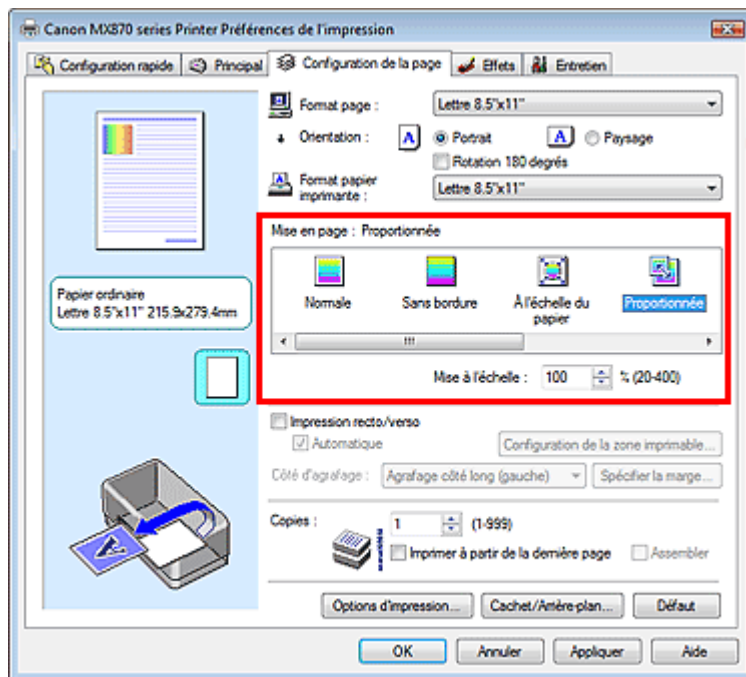 Canon MX870 series Printer Préférences de l'impression
Configuration rapide Principal Configuration de la page Effets Entretien
Format page : Lettre 8.5"x11"
Orientation : A Portrait A Paysage
Rotation 180 degrés
Format papier imprimante : Lettre 8.5"x11"
Mise en page : Proportionnée
Normale Sans bordure À l'échelle du papier Proportionnée
Papier ordinaire
Lettre 8.5"x11" 215.9x279.4mm
Mise à l'échelle : 100 % (20-400)
Impression recto/verso
Automatique Configuration de la zone imprimable...
Côté d'agrafage : Agrafage côté long (gauche) Spécifier la marge...
Copies : 1 (1-999)
Imprimer à partir de la dernière page Assembler
Options d'impression... Cachet/Arrière-plan... Défaut
OK Annuler Appliquer Aide